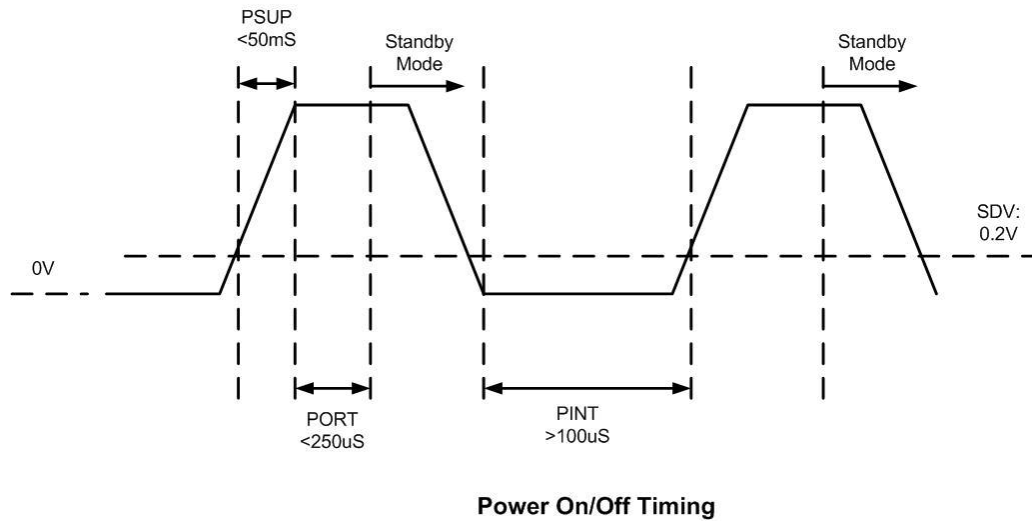 PSUP
<50mS
Standby
Mode
Standby
Mode
SDV:
0.2V
0V
PORT
<250uS
PINT
>100uS
Power On/Off Timing